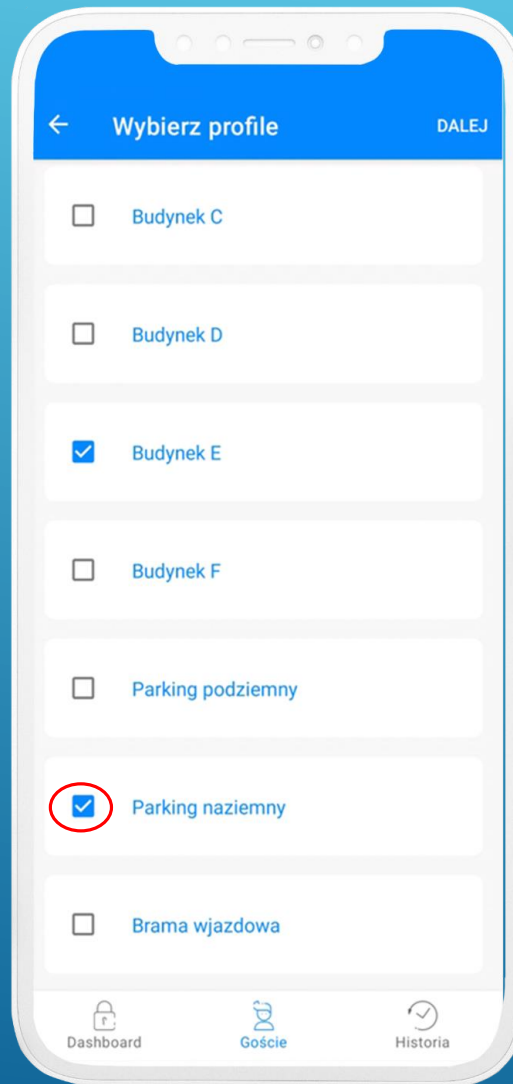 Wybierz profile
DALEJ
Budynek C
Budynek D
Budynek E
Budynek F
Parking podziemny
Parking naziemny
Brama wjazdowa
Dashboard
Goście
Historia